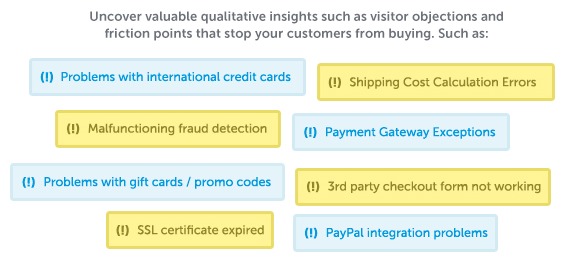 Uncover valuable qualitative insights such as visitor objections and
friction points that stop your customers from buying. Such as:
(!) Problems with international credit cards
(!) Shipping Cost Calculation Errors
(!) Malfunctioning fraud detection
(!) Payment Gateway Exceptions
(!) Problems with gift cards / promo codes
(!) 3rd party checkout form not working
(!) SSL certificate expired
(!) PayPal integration problems